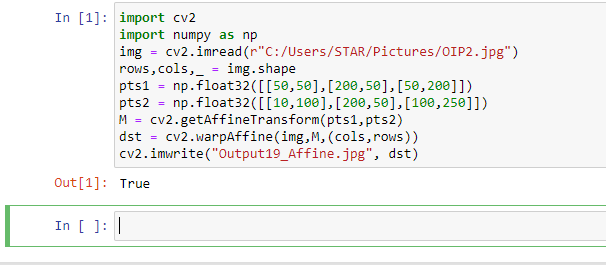 In [1]: import cv2
import numpy as np
img = cv2.imread(r"C:/Users/STAR/Pictures/OIP2.jpg")
rows,cols,_ = img.shape
pts1 = np.float32([[50,50],[200,50],[50,200]])
pts2 = np.float32([[10,100],[200,50],[100,250]])
M = cv2.getAffineTransform(pts1,pts2)
dst = cv2.warpAffine(img,M,(cols,rows))
cv2.imwrite("Output19_Affine.jpg", dst)
Out[1]: True
In [ ]: